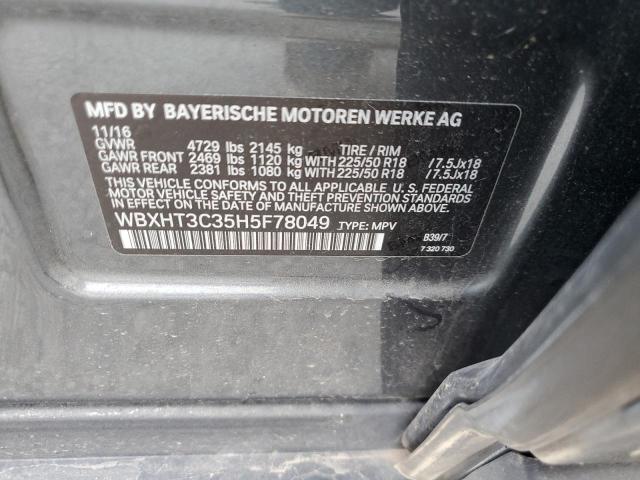 MFD BY BAYERISCHE MOTOREN WERKE AG
11/16
GVWR 4729 lbs 2145 kg TIRE / RIM
GAWR FRONT 2469 lbs 1120 kg WITH 225/50 R18 / 7.5Jx18
GAWR REAR 2381 lbs 1080 kg WITH 225/50 R18 / 7.5Jx18
THIS VEHICLE CONFORMS TO ALL APPLICABLE U. S. FEDERAL
MOTOR VEHICLE SAFETY AND THEFT PREVENTION STANDARDS
IN EFFECT ON THE DATE OF MANUFACTURE SHOWN ABOVE.
WBXHT3C35H5F78049 TYPE: MPV
B39/7
7 320 730